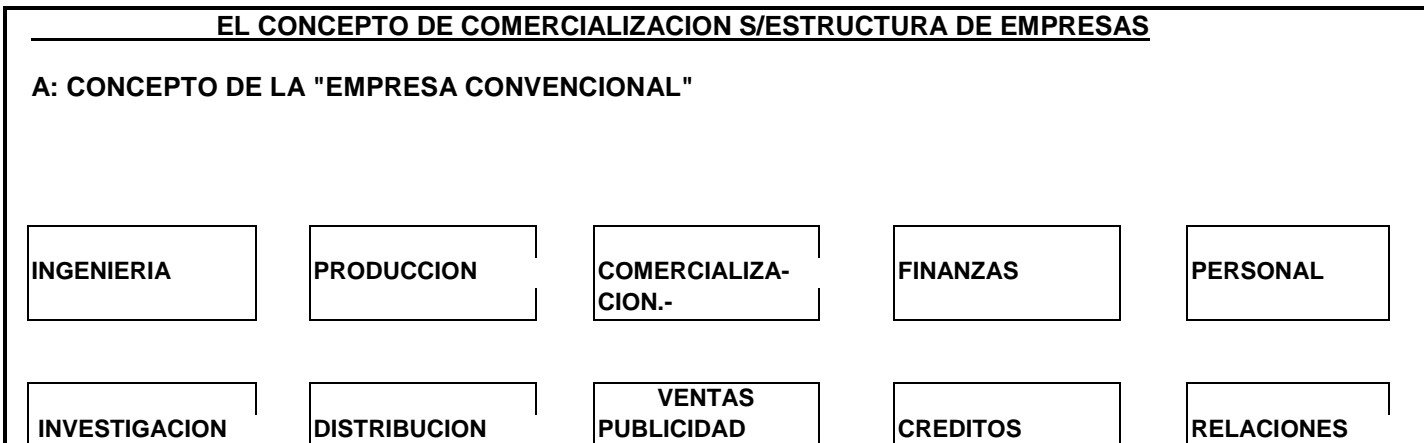 EL CONCEPTO DE COMERCIALIZACION S/ESTRUCTURA DE EMPRESAS
A: CONCEPTO DE LA "EMPRESA CONVENCIONAL"
INGENIERIA PRODUCCION COMERCIALIZA- FINANZAS PERSONAL
CION.-
VENTAS
INVESTIGACION DISTRIBUCION PUBLICIDAD CREDITOS RELACIONES